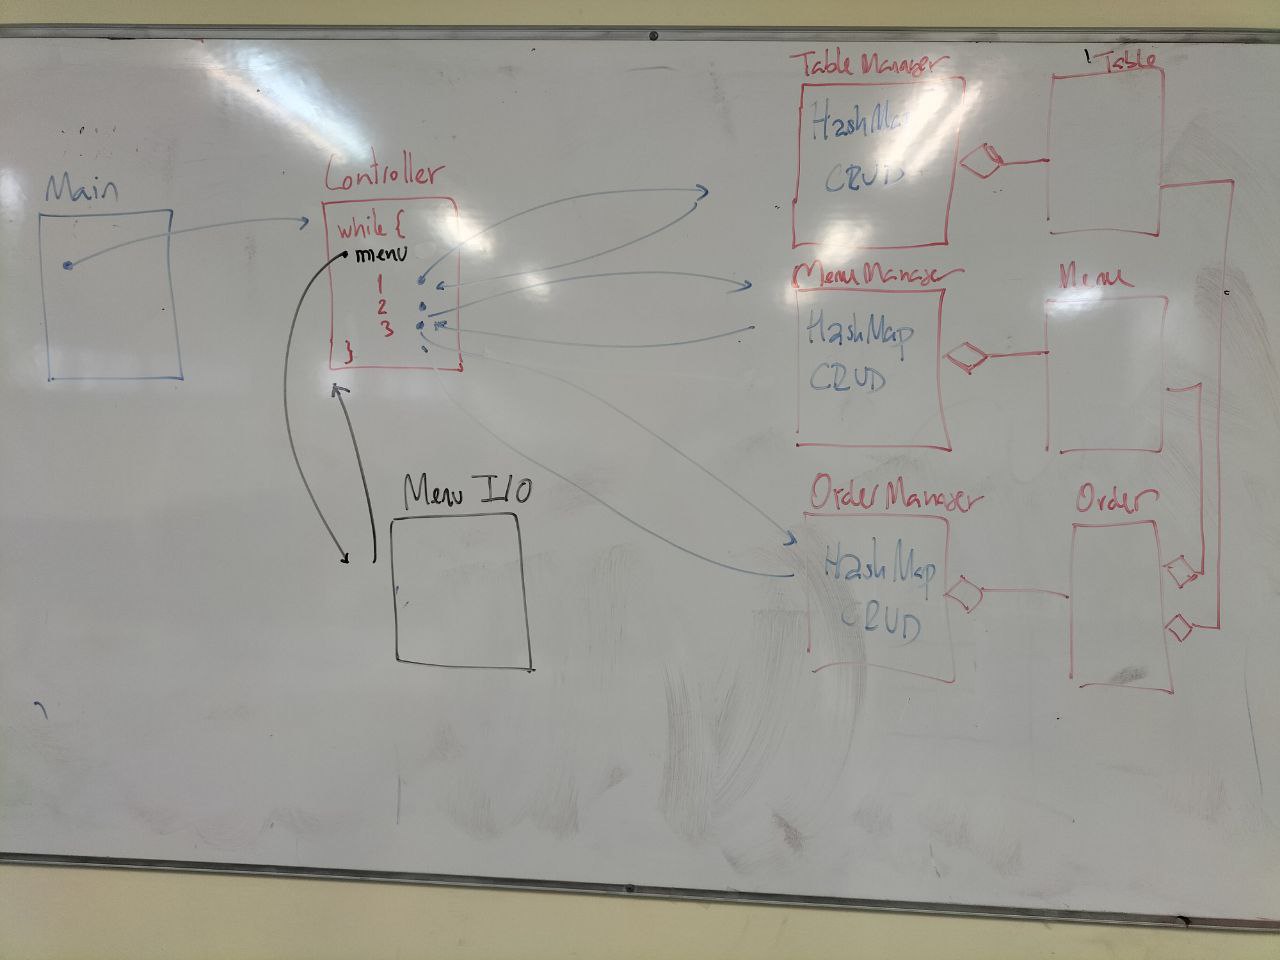 Main
Controller
while {
menu
1
2
3
}
Menu I/O
Table Manager
HashMap
CRUD
Table
Menu Manager
HashMap
CRUD
Menu
Order Manager
HashMap
CRUD
Order